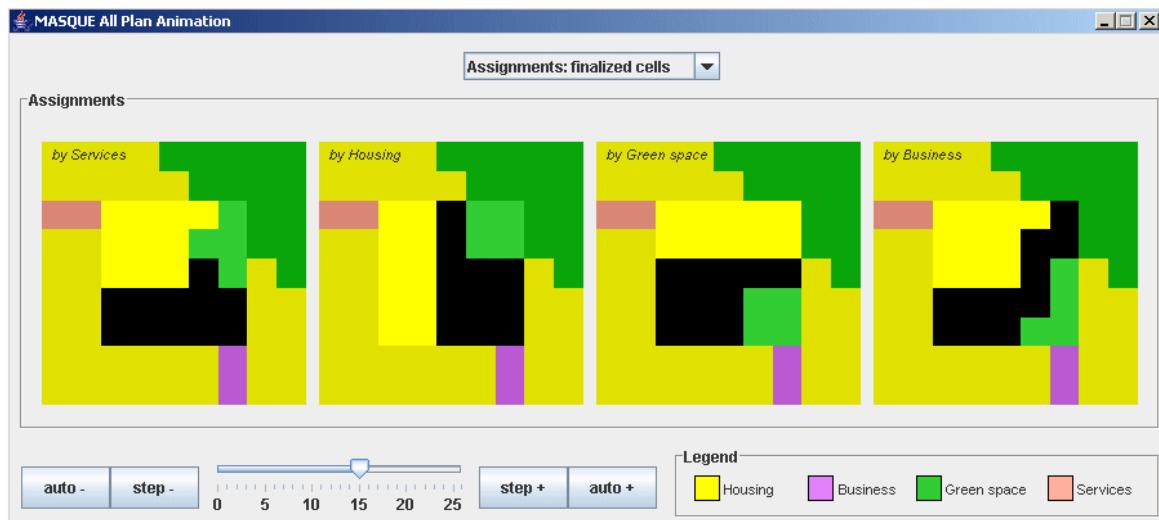 MASQUE All Plan Animation
Assignments: finalized cells
Assignments
by Services
by Housing
by Green space
by Business
auto -
step -
0 5 10 15 20 25
step +
auto +
Legend
Housing
Business
Green space
Services